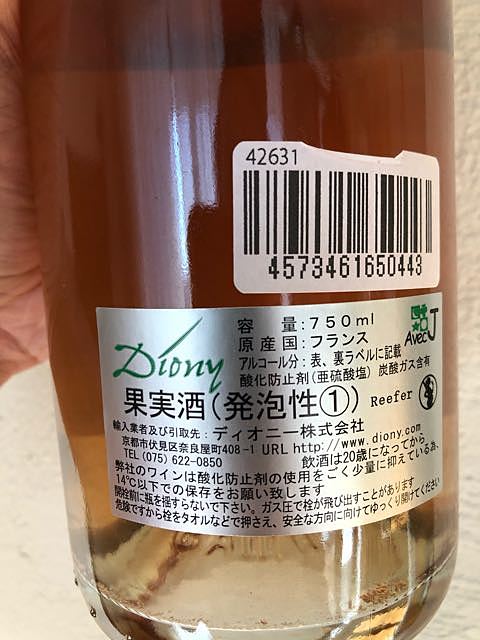 42631
4573461650443
Diony
容 量:750ml
原 産 国:フランス
アルコール分:表、裏ラベルに記載
酸化防止剤(亜硫酸塩) 炭酸ガス含有
Avec J
果実酒(発泡性①) Reefer
輸入業者及び引取先:ディオニー株式会社
京都市伏見区奈良屋町408-1 URL http://www.diony.com
TEL (075) 622-0850 飲酒は20歳になってから。
弊社のワインは酸化防止剤の使用をごく少量に抑えている為、
14℃以下での保存をお願い致します
開栓前に瓶を揺すらないで下さい。ガス圧で栓が飛び出すことがあります
危険ですから栓をタオルなどで押さえ、安全な方向に向けてゆっくり開けてください